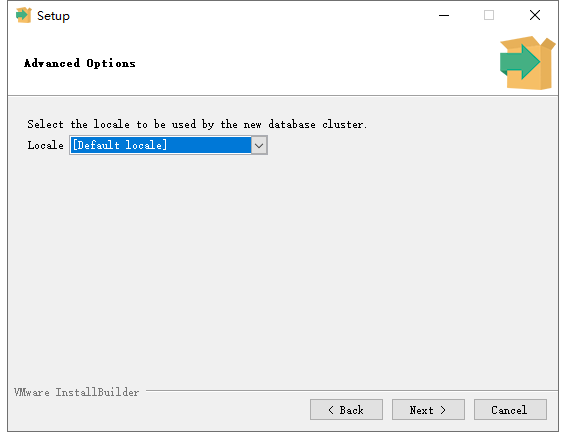 Setup
Advanced Options
Select the locale to be used by the new database cluster.
Locale [Default locale]
VMware InstallBuilder
< Back Next > Cancel